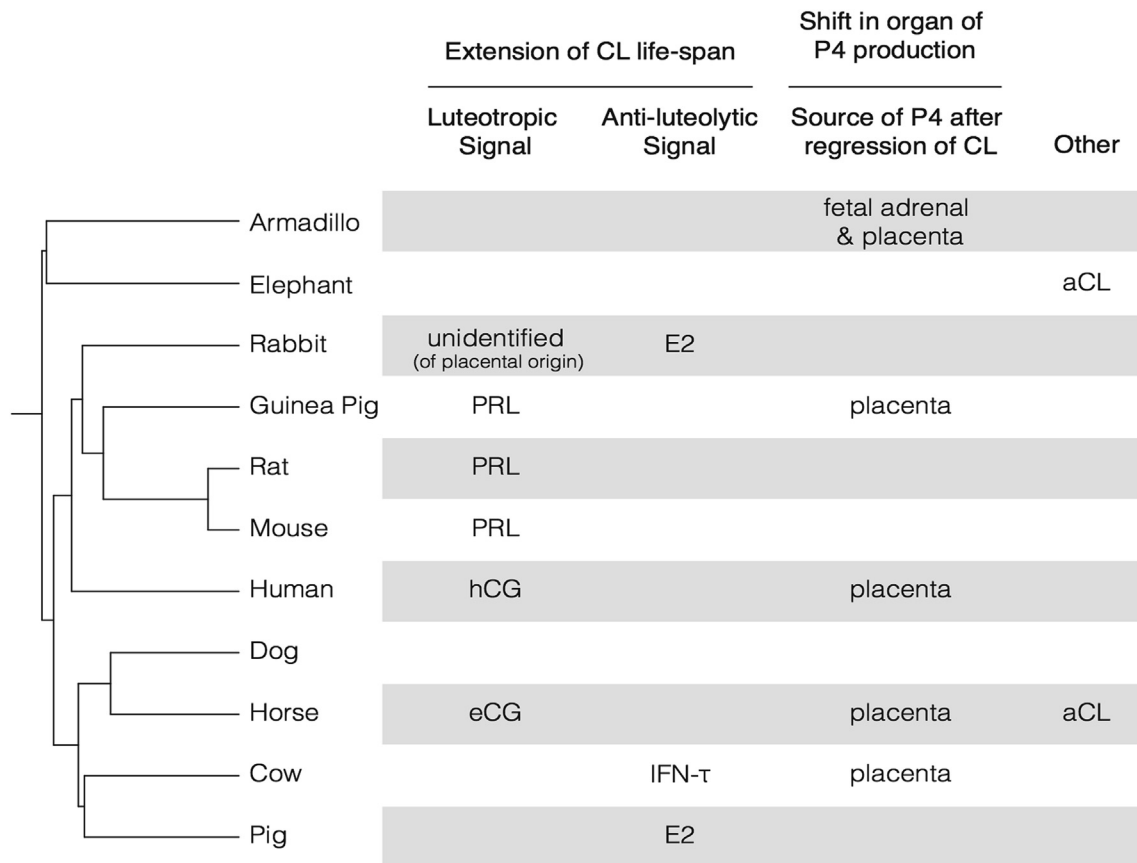 Extension of CL life-span
Shift in organ of
P4 production
Luteotropic
Signal
Anti-luteolytic
Signal
Source of P4 after
regression of CL
Other
Armadillo
fetal adrenal
& placenta
Elephant
aCL
Rabbit
unidentified
(of placental origin)
E2
Guinea Pig
PRL
placenta
Rat
PRL
Mouse
PRL
Human
hCG
placenta
Dog
Horse
eCG
placenta
aCL
Cow
IFN-τ
placenta
Pig
E2